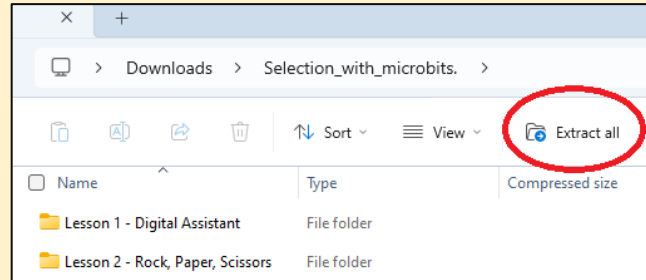 Downloads > Selection_with_microbits. >
Sort View Extract all
Name Type Compressed size
Lesson 1 - Digital Assistant File folder
Lesson 2 - Rock, Paper, Scissors File folder